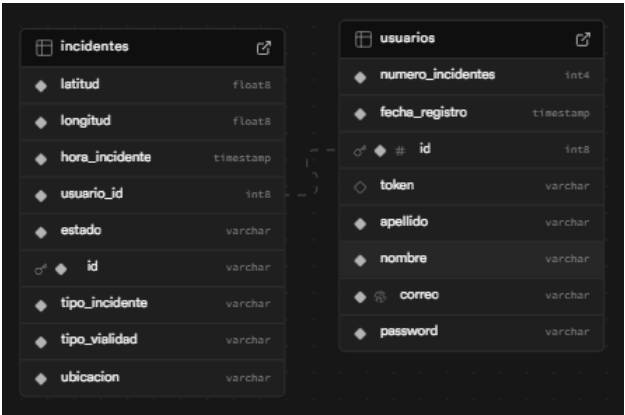 incidentes
latitud float8
longitud float8
hora_incidente timestamp
usuario_id int8
estado varchar
id varchar
tipo_incidente varchar
tipo_vialidad varchar
ubicacion varchar
usuarios
numero_incidentes int4
fecha_registro timestamp
# id int8
token varchar
apellido varchar
nombre varchar
correo varchar
password varchar